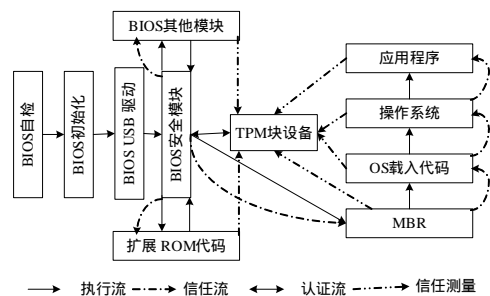 BIOS其他模块
BIOS自检
BIOS初始化
BIOS USB 驱动
BIOS安全模块
TPM块设备
扩展 ROM代码
应用程序
操作系统
OS载入代码
MBR
执行流
信任流
认证流
信任测量